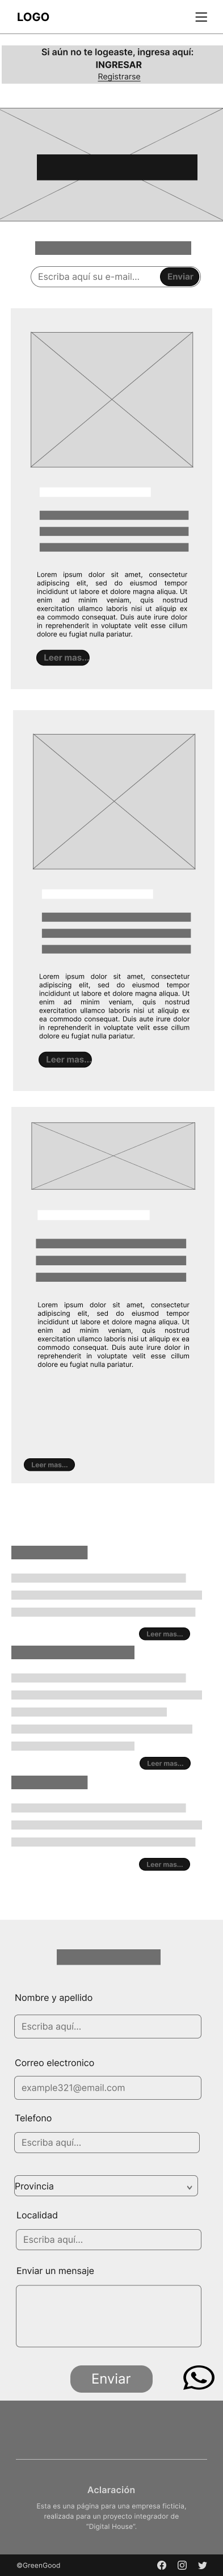 LOGO
Si aún no te logeaste, ingresa aquí:
INGRESAR
Registrarse
Escriba aquí su e-mail...
Enviar
Lorem ipsum dolor sit amet, consectetur
adipiscing elit, sed do eiusmod tempor
incididunt ut labore et dolore magna aliqua. Ut
enim ad minim veniam, quis nostrud
exercitation ullamco laboris nisi ut aliquip ex
ea commodo consequat. Duis aute irure dolor
in reprehenderit in voluptate velit esse cillum
dolore eu fugiat nulla pariatur.
Leer mas...
Lorem ipsum dolor sit amet, consectetur
adipiscing elit, sed do eiusmod tempor
incididunt ut labore et dolore magna aliqua. Ut
enim ad minim veniam, quis nostrud
exercitation ullamco laboris nisi ut aliquip ex
ea commodo consequat. Duis aute irure dolor
in reprehenderit in voluptate velit esse cillum
dolore eu fugiat nulla pariatur.
Leer mas...
Lorem ipsum dolor sit amet, consectetur
adipiscing elit, sed do eiusmod tempor
incididunt ut labore et dolore magna aliqua. Ut
enim ad minim veniam, quis nostrud
exercitation ullamco laboris nisi ut aliquip ex ea
commodo consequat. Duis aute irure dolor in
reprehenderit in voluptate velit esse cillum
dolore eu fugiat nulla pariatur.
Leer mas...
Leer mas...
Leer mas...
Leer mas...
Nombre y apellido
Escriba aquí...
Correo electronico
example321@email.com
Telefono
Escriba aquí...
Provincia
Localidad
Escriba aquí...
Enviar un mensaje
Enviar
Aclaración
Esta es una página para una empresa ficticia,
realizada para un proyecto integrador de
"Digital House".
©GreenGood